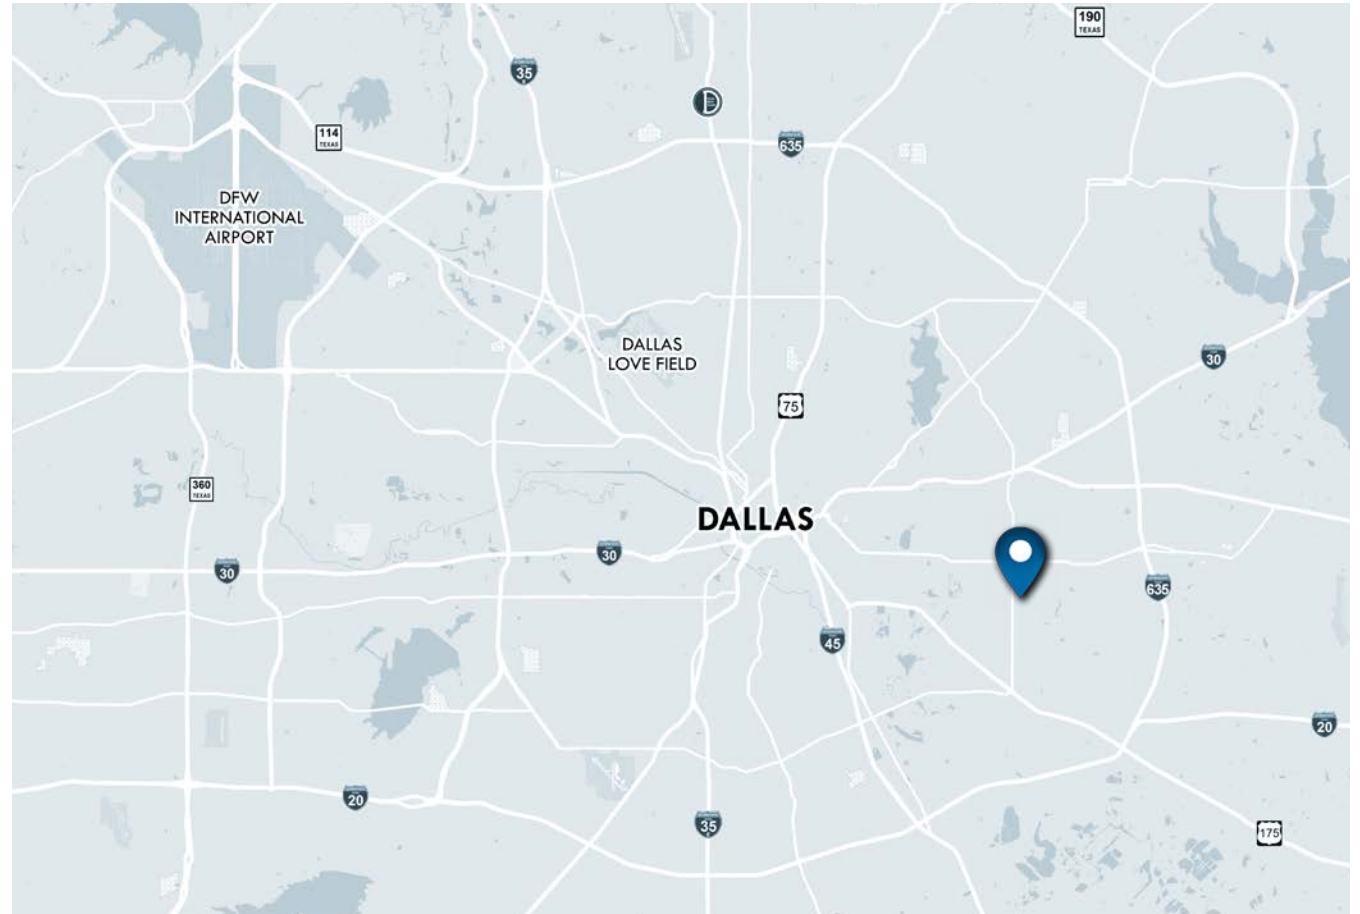 190
TEXAS
35
E
D
114
TEXAS
635
DFW
INTERNATIONAL
AIRPORT
DALLAS
LOVE FIELD
30
75
360
TEXAS
DALLAS
30
30
635
45
20
20
35
E
175